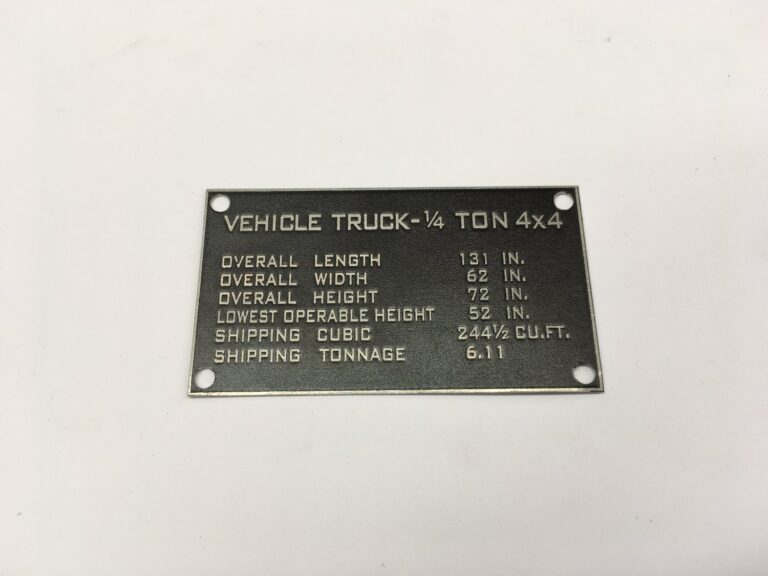 VEHICLE TRUCK-¼ TON 4x4
OVERALL LENGTH 131 IN.
OVERALL WIDTH 62 IN.
OVERALL HEIGHT 72 IN.
LOWEST OPERABLE HEIGHT 52 IN.
SHIPPING CUBIC 244½ CU.FT.
SHIPPING TONNAGE 6.11